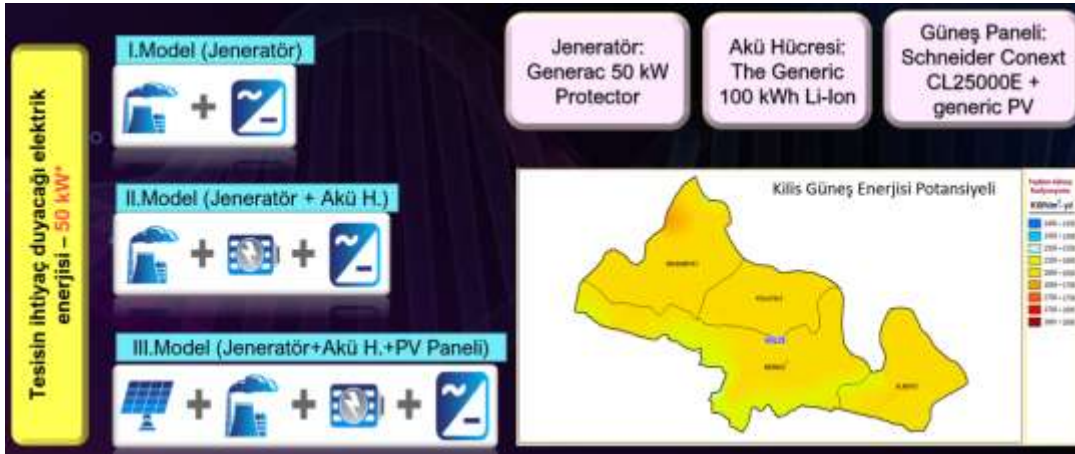 Tesisin ihtiyaç duyacağı elektrik
enerjisi – 50 kW*
I.Model (Jeneratör)
II.Model (Jeneratör + Akü H.)
III.Model (Jeneratör+Akü H.+PV Paneli)
Jeneratör:
Generac 50 kW
Protector
Akü Hücresi:
The Generic
100 kWh Li-Ion
Güneş Paneli:
Schneider Conext
CL25000E +
generic PV
Kilis Güneş Enerjisi Potansiyeli
KİLİS